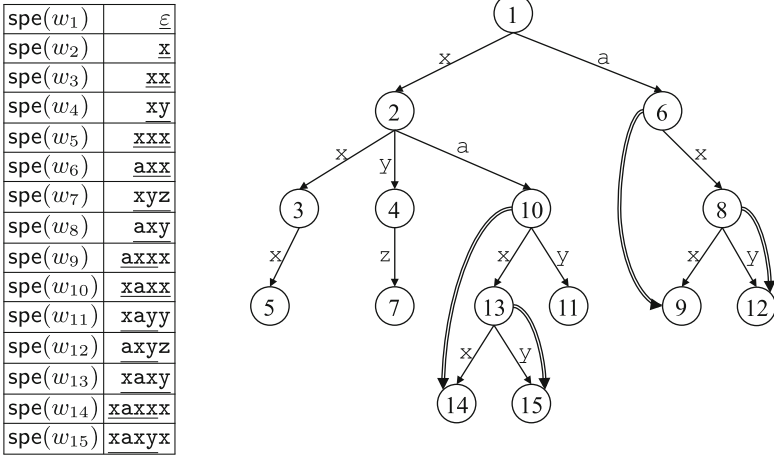 spe(w₁) ε
spe(w₂) x
spe(w₃) xx
spe(w₄) xy
spe(w₅) xxx
spe(w₆) axx
spe(w₇) xyz
spe(w₈) axy
spe(w₉) axxx
spe(w₁₀) xaxx
spe(w₁₁) xayy
spe(w₁₂) axyz
spe(w₁₃) xaxy
spe(w₁₄) xaxxx
spe(w₁₅) xaxyx
1
x a
2 6
x y a x
3 4 10 8
x z x y x y
5 7 13 11 9 12
x y
14 15